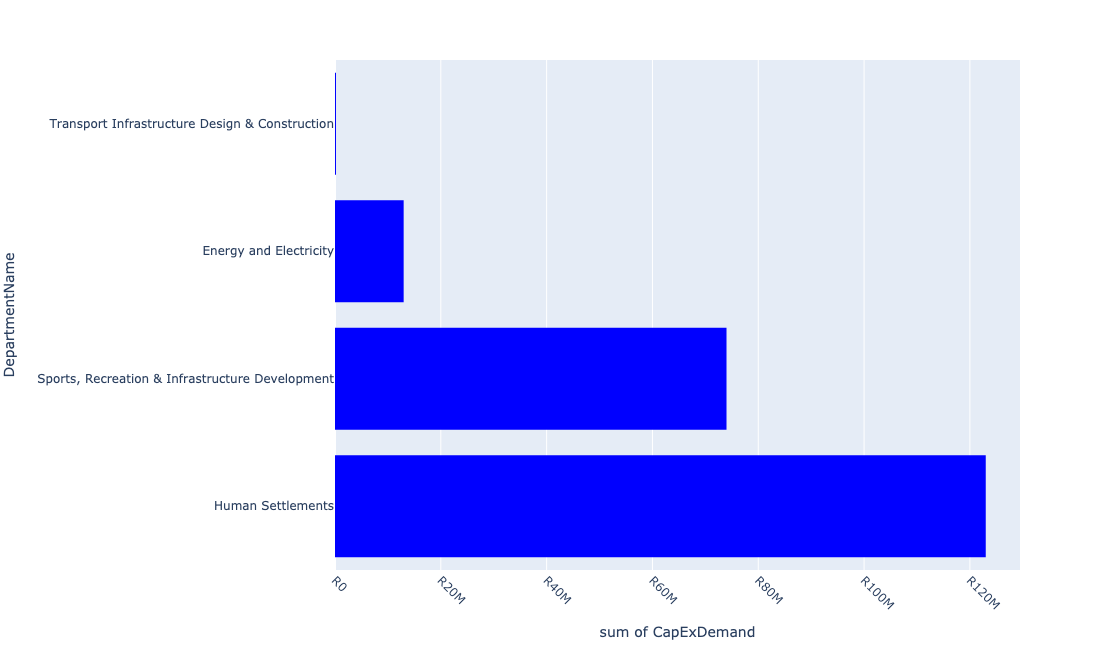 Transport Infrastructure Design & Construction
Energy and Electricity
Sports, Recreation & Infrastructure Development
Human Settlements
DepartmentName
R0
R20M
R40M
R60M
R80M
R100M
R120M
sum of CapExDemand